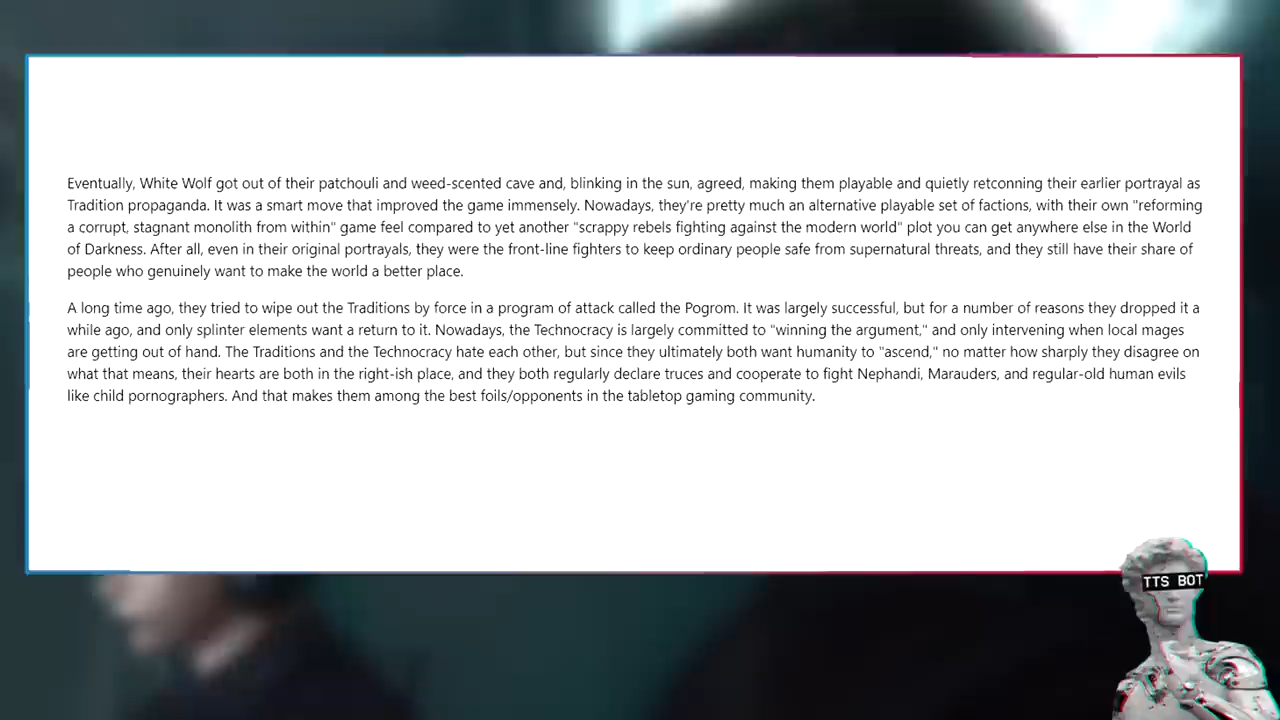 Eventually, White Wolf got out of their patchouli and weed-scented cave and, blinking in the sun, agreed, making them playable and quietly retconning their earlier portrayal as
Tradition propaganda. It was a smart move that improved the game immensely. Nowadays, they're pretty much an alternative playable set of factions, with their own "reforming
a corrupt, stagnant monolith from within" game feel compared to yet another "scrappy rebels fighting against the modern world" plot you can get anywhere else in the World
of Darkness. After all, even in their original portrayals, they were the front-line fighters to keep ordinary people safe from supernatural threats, and they still have their share of
people who genuinely want to make the world a better place.
A long time ago, they tried to wipe out the Traditions by force in a program of attack called the Pogrom. It was largely successful, but for a number of reasons they dropped it a
while ago, and only splinter elements want a return to it. Nowadays, the Technocracy is largely committed to "winning the argument," and only intervening when local mages
are getting out of hand. The Traditions and the Technocracy hate each other, but since they ultimately both want humanity to "ascend," no matter how sharply they disagree on
what that means, their hearts are both in the right-ish place, and they both regularly declare truces and cooperate to fight Nephandi, Marauders, and regular-old human evils
like child pornographers. And that makes them among the best foils/opponents in the tabletop gaming community.
TTS BOT